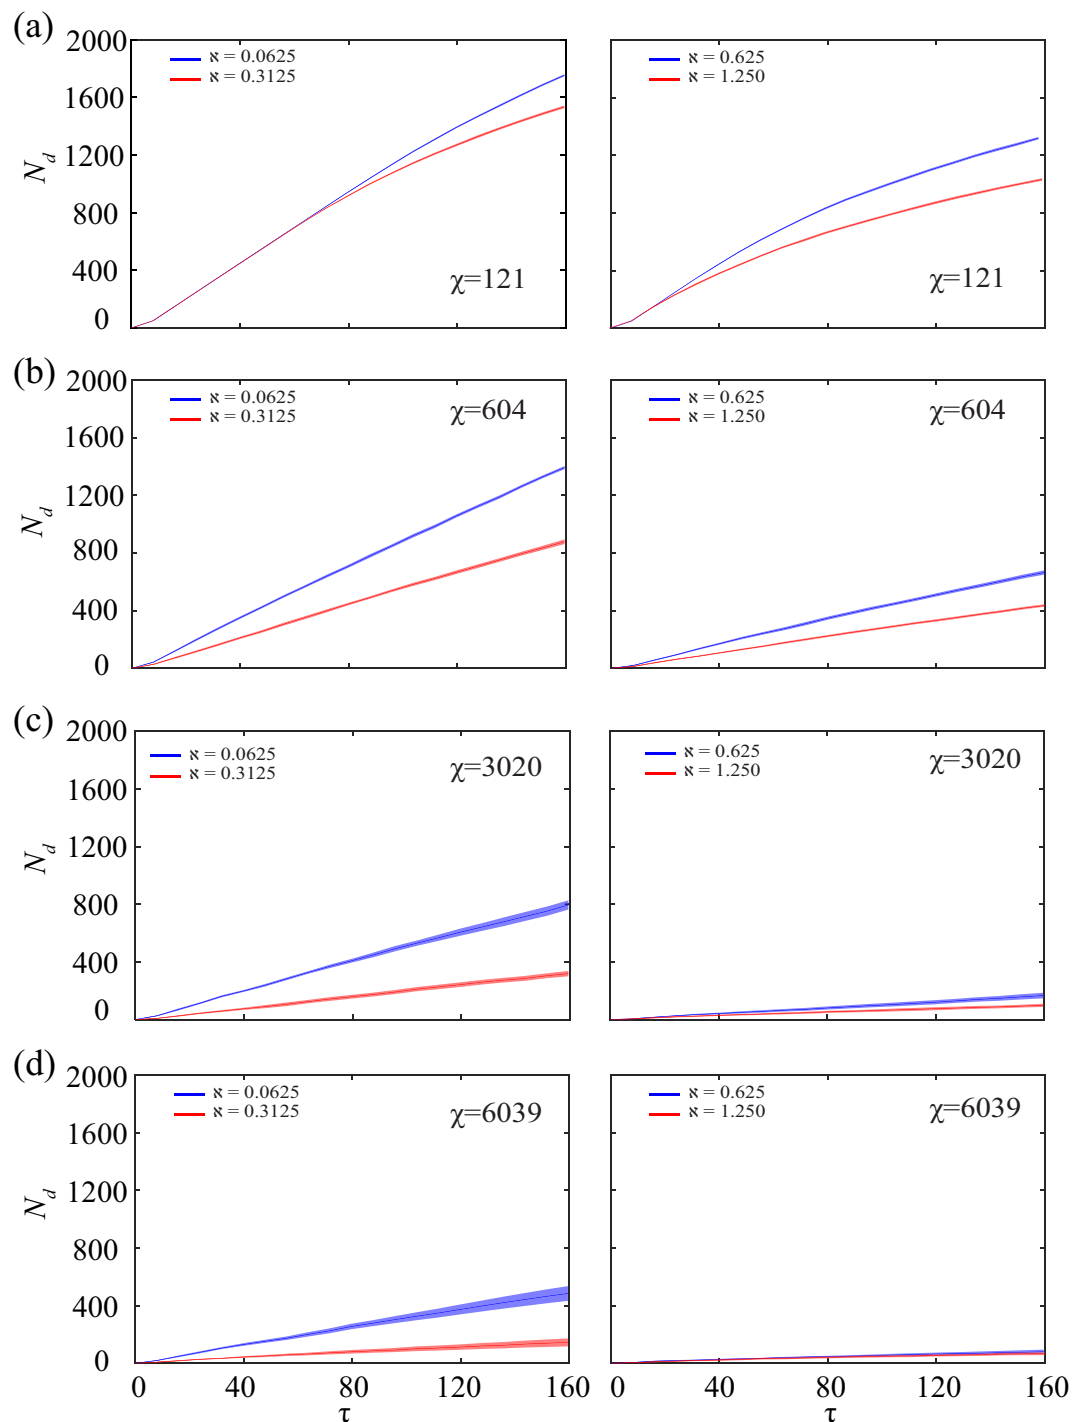 (a)
2000
1600
1200
800
400
0
N_d
א = 0.0625
א = 0.3125
χ=121
א = 0.625
א = 1.250
χ=121
(b)
2000
1600
1200
800
400
0
N_d
א = 0.0625
א = 0.3125
χ=604
א = 0.625
א = 1.250
χ=604
(c)
2000
1600
1200
800
400
0
N_d
א = 0.0625
א = 0.3125
χ=3020
א = 0.625
א = 1.250
χ=3020
(d)
2000
1600
1200
800
400
0
N_d
א = 0.0625
א = 0.3125
χ=6039
א = 0.625
א = 1.250
χ=6039
0 40 80 120 160
τ
0 40 80 120 160
τ